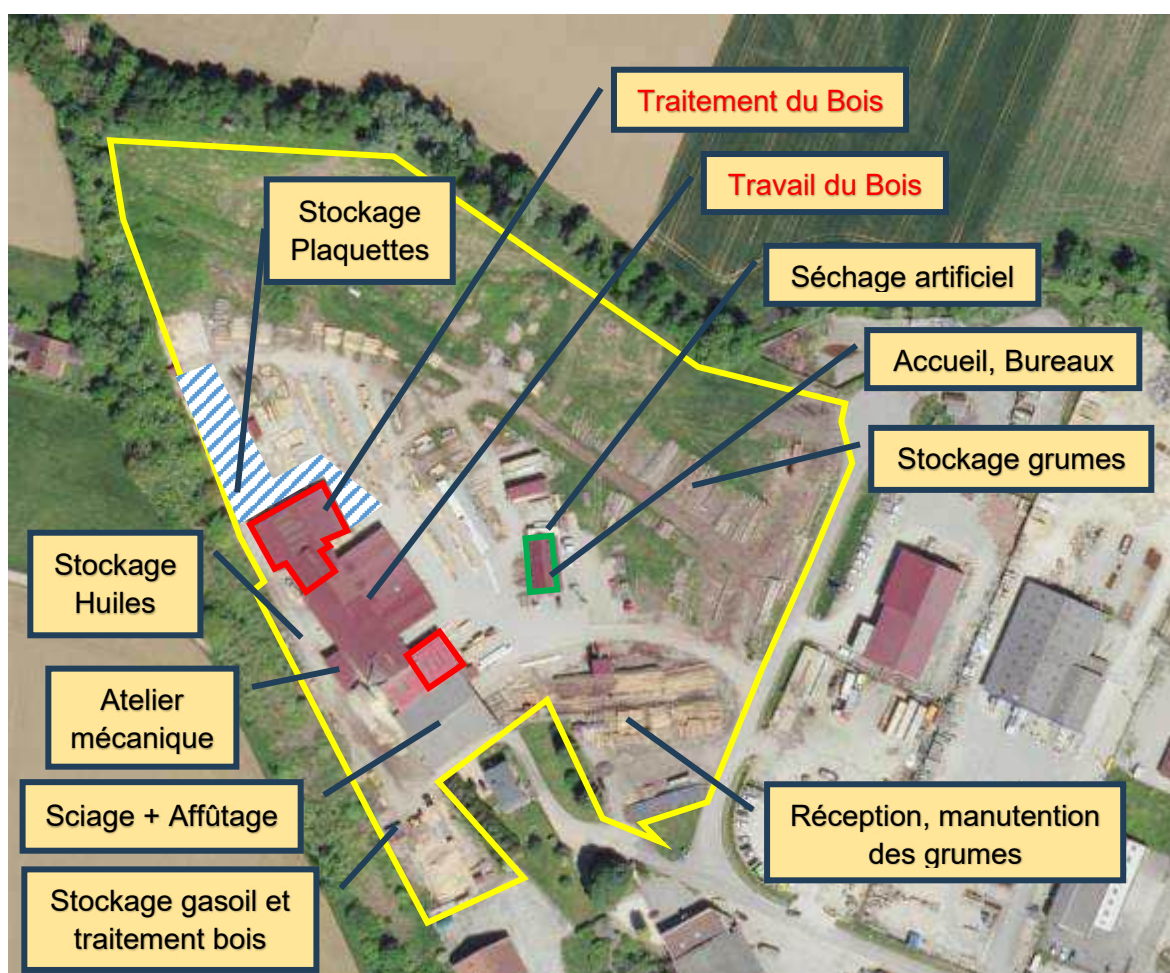 Traitement du Bois
Travail du Bois
Stockage
Plaquettes
Séchage artificiel
Accueil, Bureaux
Stockage grumes
Stockage
Huiles
Atelier
mécanique
Sciage + Affûtage
Réception, manutention
des grumes
Stockage gasoil et
traitement bois